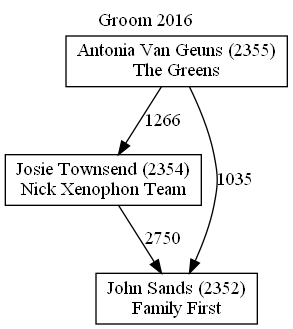 Groom 2016
Antonia Van Geuns (2355)
The Greens
1266
Josie Townsend (2354)
Nick Xenophon Team
1035
2750
John Sands (2352)
Family First